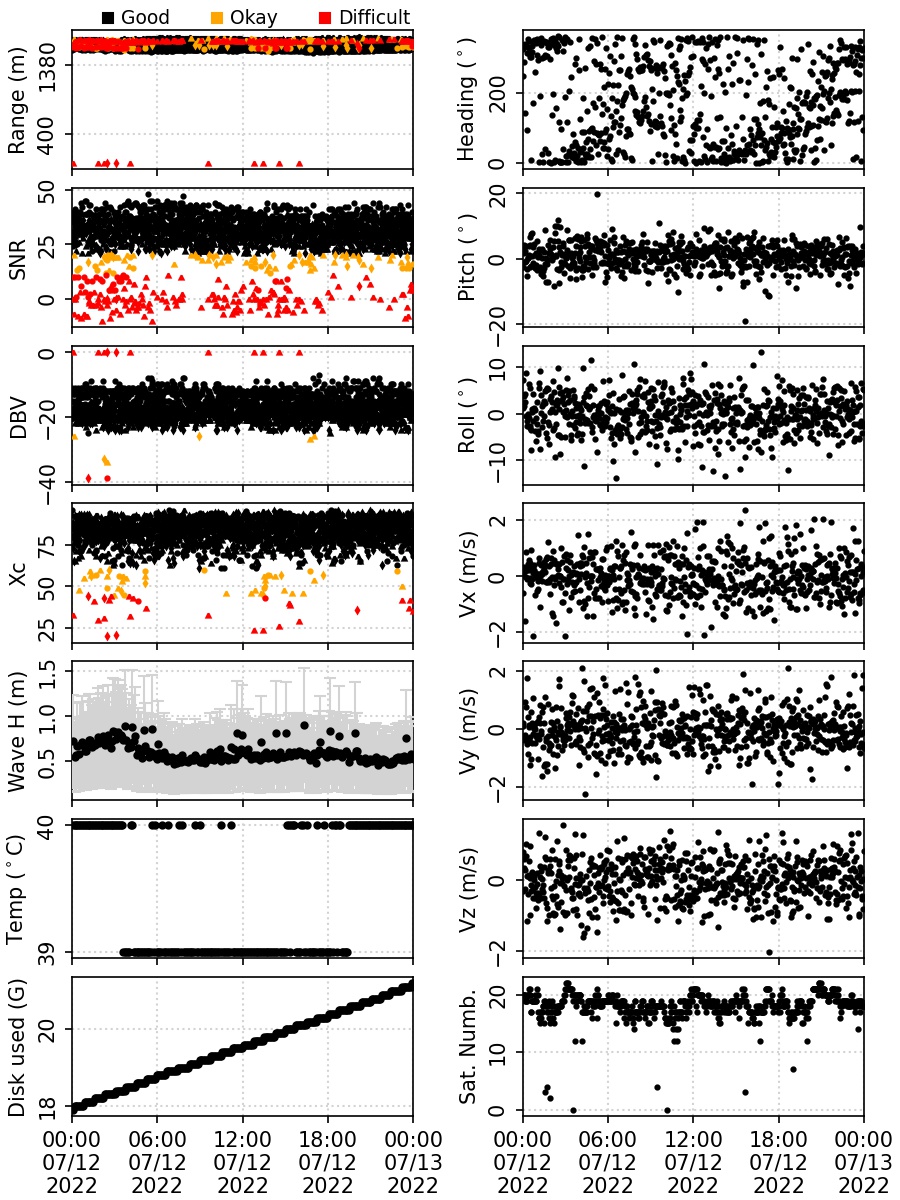 Good Okay Difficult
Range (m)
1380
400
Heading (°)
200
0
SNR
50
25
0
Pitch (°)
20
0
−20
DBV
0
−20
−40
Roll (°)
10
0
−10
Xc
75
50
25
Vx (m/s)
2
0
−2
Wave H (m)
1.5
1.0
0.5
Vy (m/s)
2
0
−2
Temp (°C)
40
39
Vz (m/s)
0
−2
Disk used (G)
20
18
Sat. Numb.
20
10
0
00:00 06:00 12:00 18:00 00:00
07/12 07/12 07/12 07/12 07/13
2022 2022 2022 2022 2022
00:00 06:00 12:00 18:00 00:00
07/12 07/12 07/12 07/12 07/13
2022 2022 2022 2022 2022